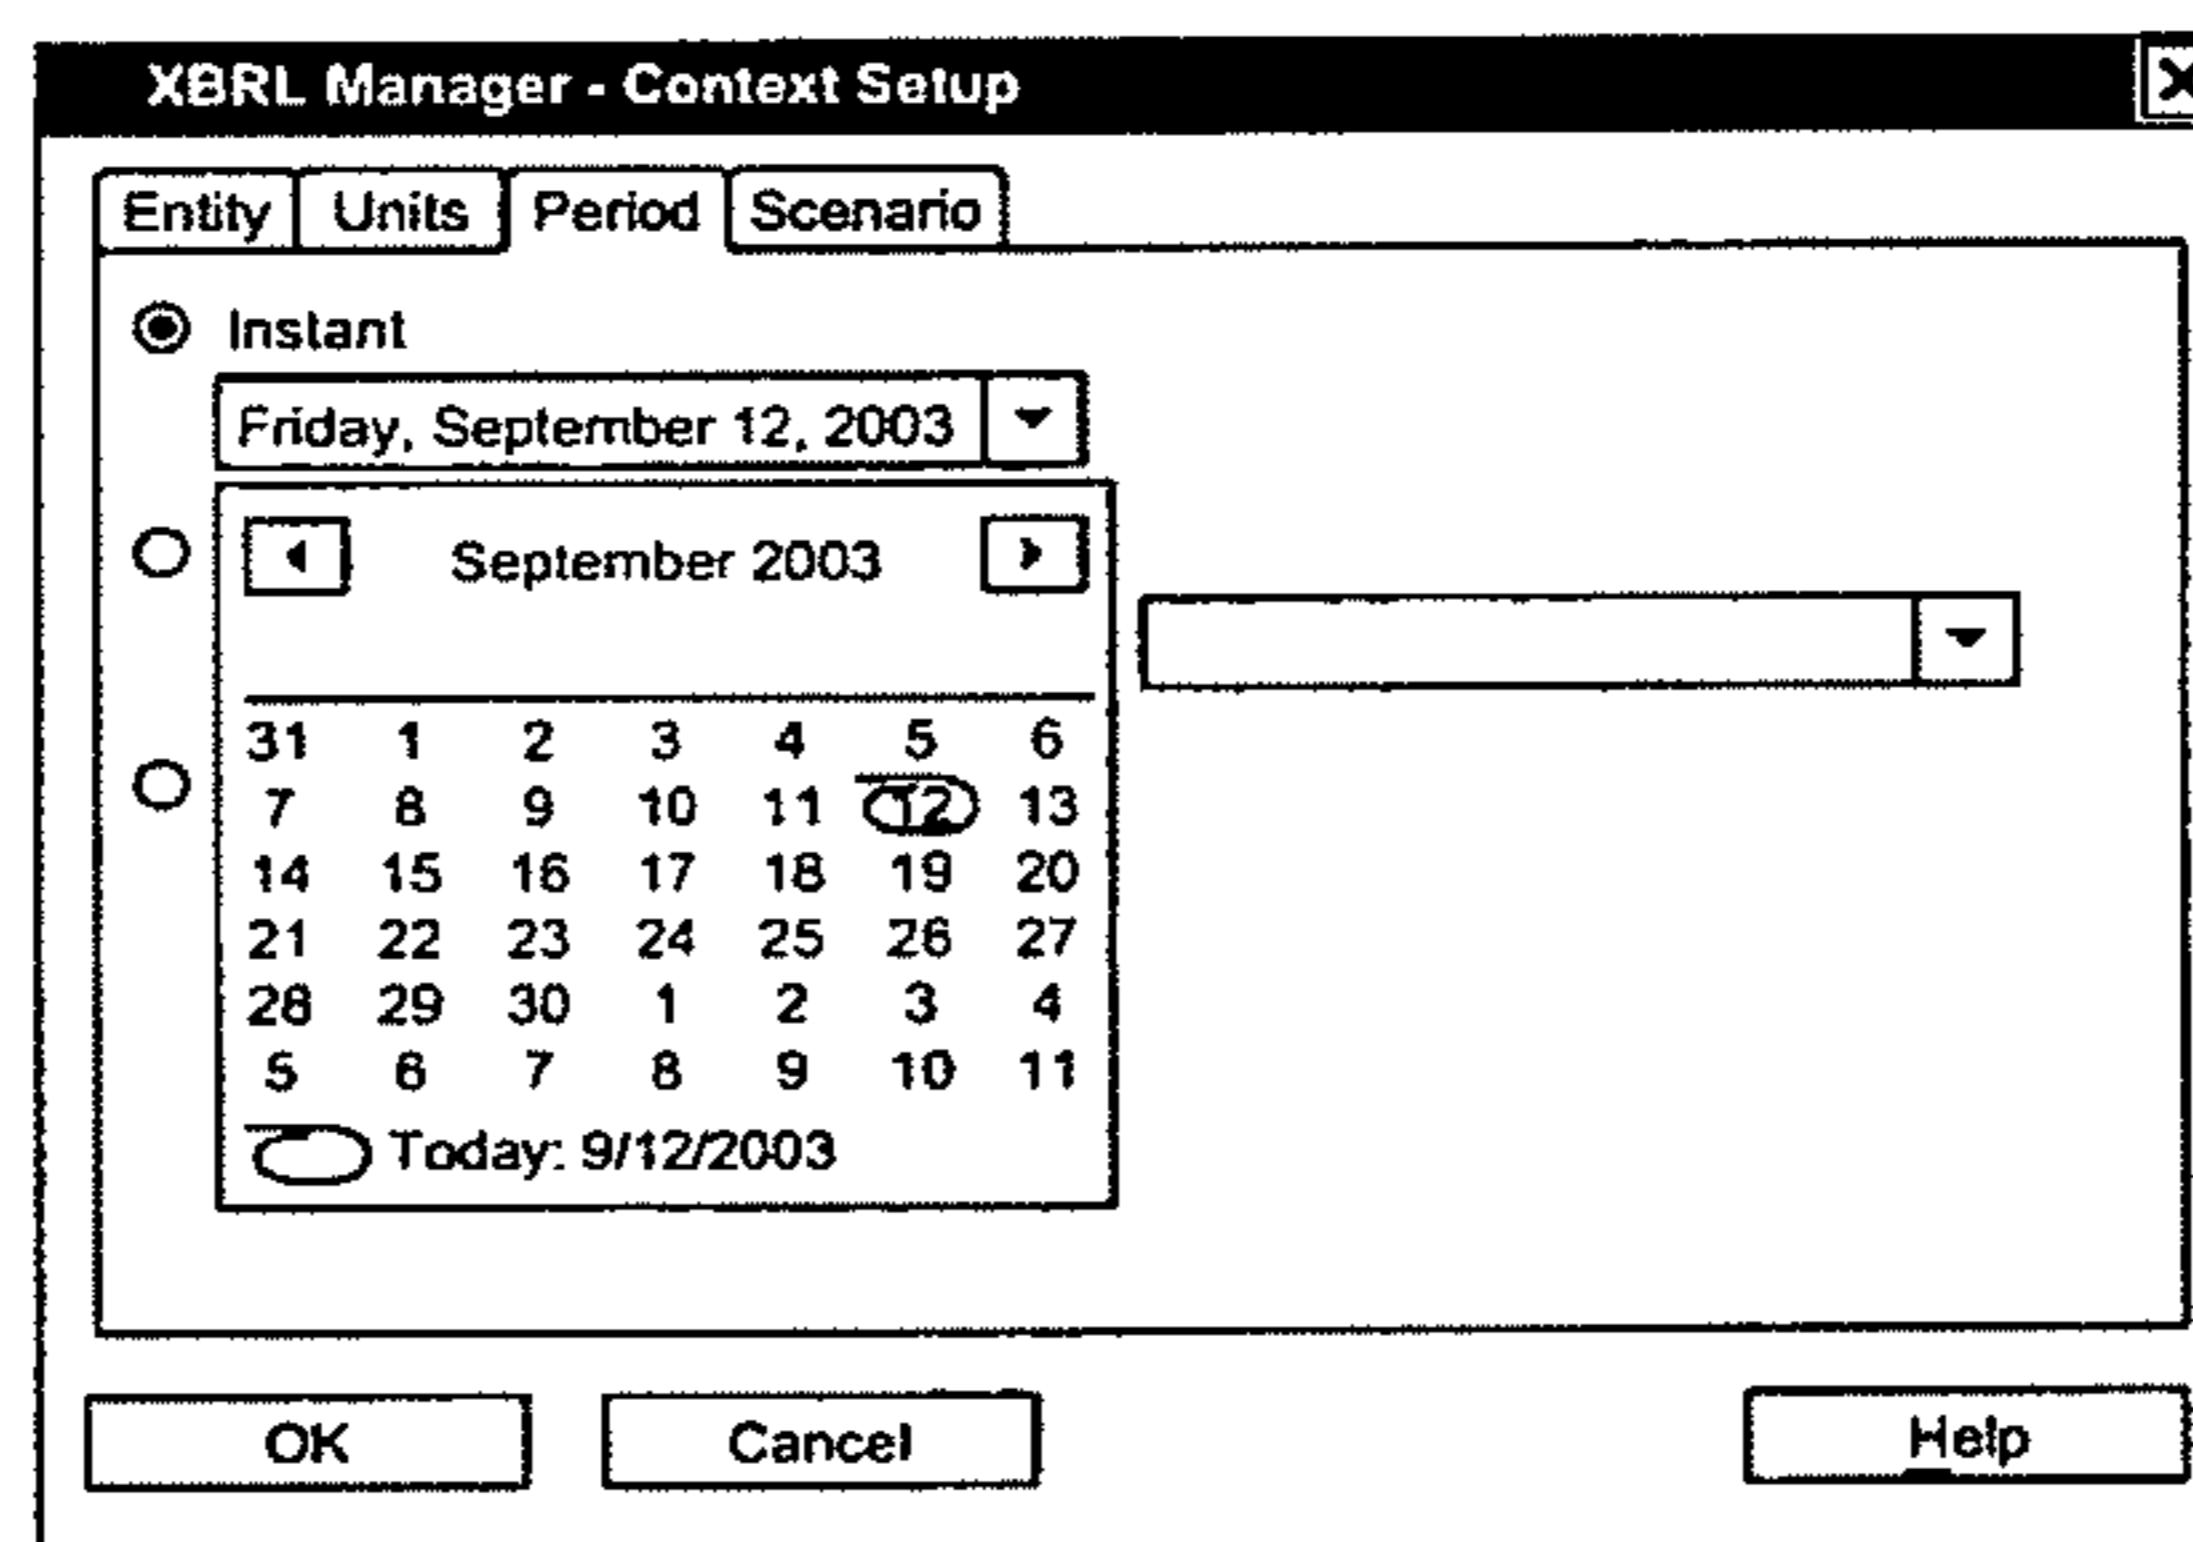 XBRL Manager - Context Setup
Entity Units Period Scenario
Instant
Friday, September 12, 2003
September 2003
31 1 2 3 4 5 6
7 8 9 10 11 12 13
14 15 16 17 18 19 20
21 22 23 24 25 26 27
28 29 30 1 2 3 4
5 6 7 8 9 10 11
Today: 9/12/2003
OK Cancel Help